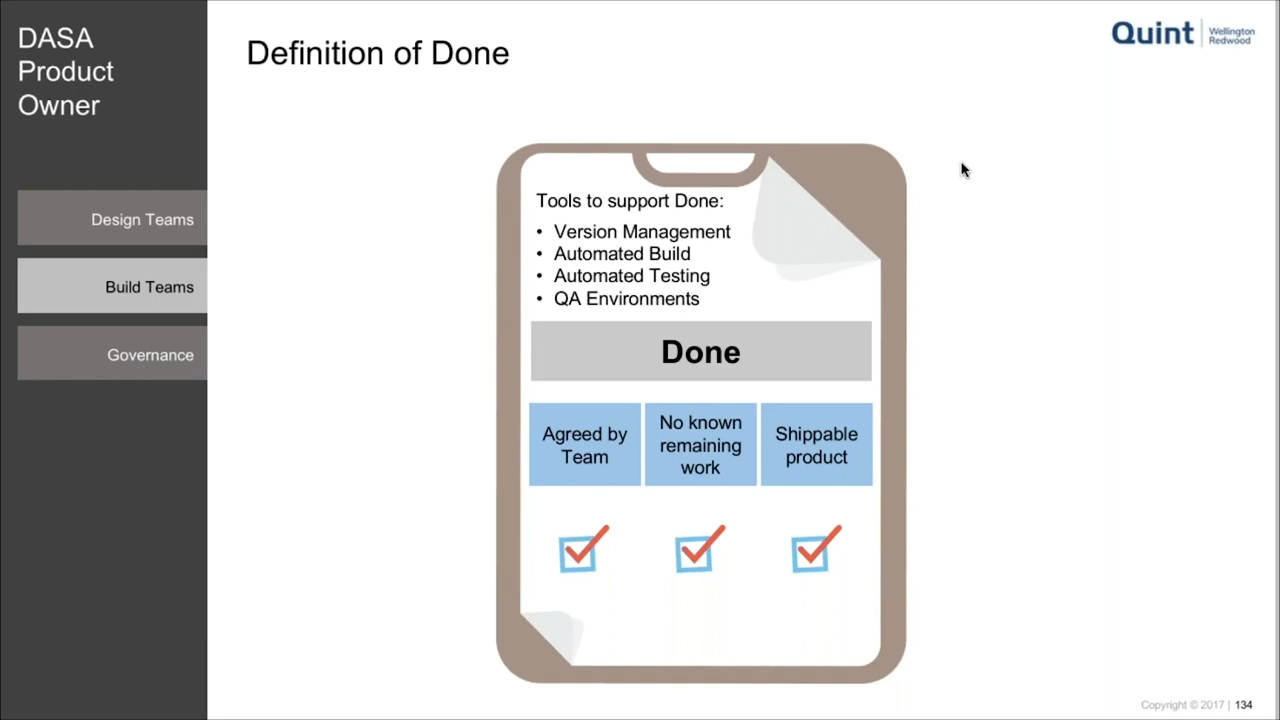 DASA
Product
Owner
Definition of Done
Quint
Wellington
Redwood
Design Teams
Build Teams
Governance
Tools to support Done:
• Version Management
• Automated Build
• Automated Testing
• QA Environments
Done
Agreed by
Team
No known
remaining
work
Shippable
product
Copyright © 2017 | 134